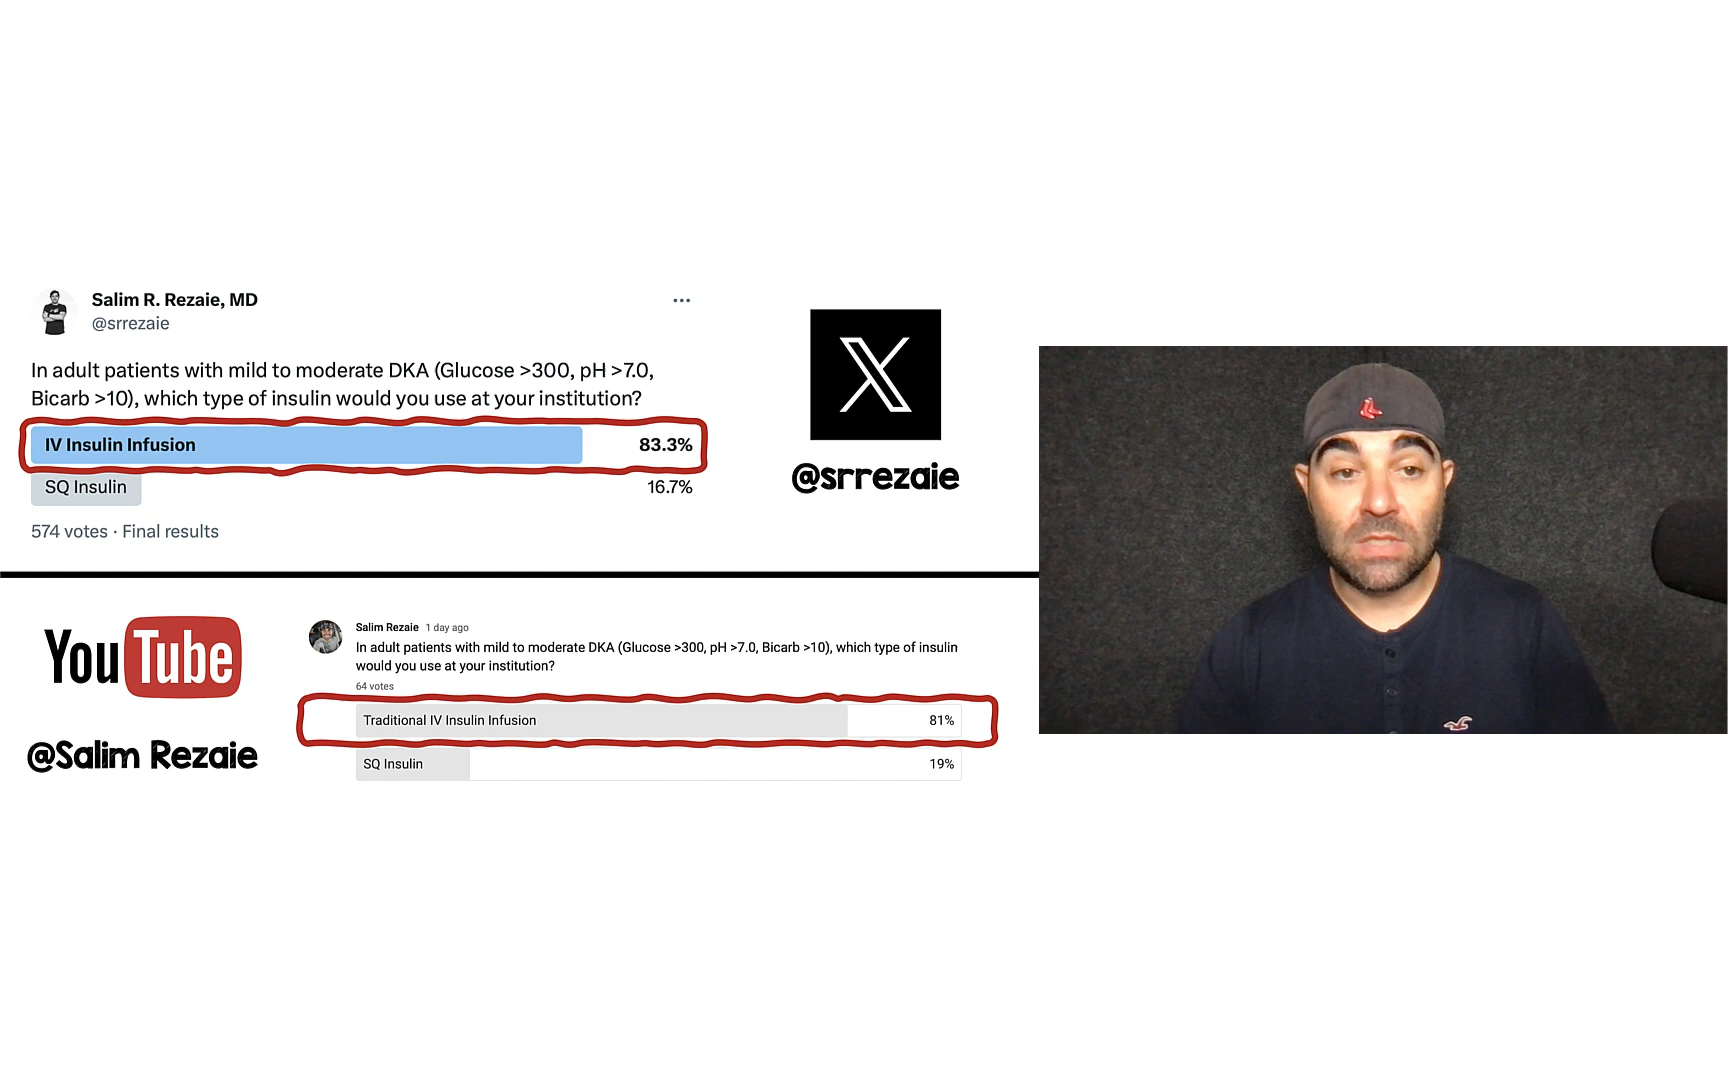 Salim R. Rezaie, MD
@srrezaie
In adult patients with mild to moderate DKA (Glucose >300, pH >7.0,
Bicarb >10), which type of insulin would you use at your institution?
IV Insulin Infusion 83.3%
SQ Insulin 16.7%
574 votes · Final results
X
@srrezaie
YouTube
@Salim Rezaie
Salim Rezaie 1 day ago
In adult patients with mild to moderate DKA (Glucose >300, pH >7.0, Bicarb >10), which type of insulin
would you use at your institution?
64 votes
Traditional IV Insulin Infusion 81%
SQ Insulin 19%